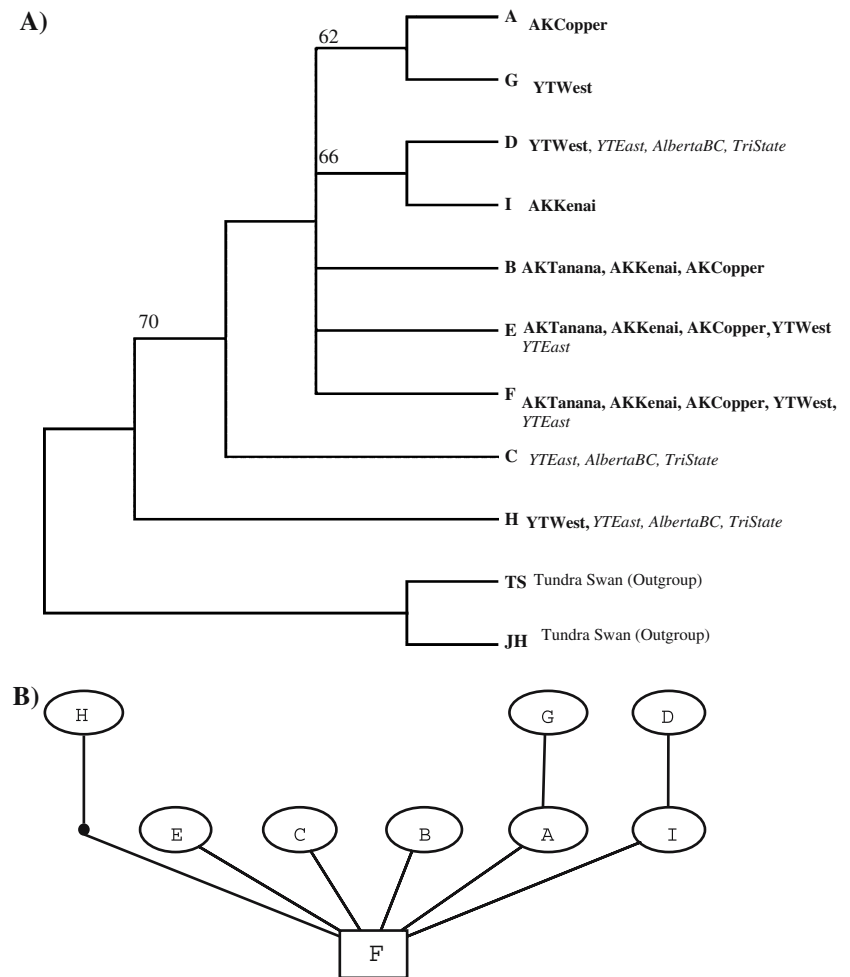 A)
62
A AKCopper
G YTWest
66
D YTWest, YTEast, AlbertaBC, TriState
I AKKenai
B AKTanana, AKKenai, AKCopper
70
E AKTanana, AKKenai, AKCopper, YTWest
YTEast
F AKTanana, AKKenai, AKCopper, YTWest,
YTEast
C YTEast, AlbertaBC, TriState
H YTWest, YTEast, AlbertaBC, TriState
TS Tundra Swan (Outgroup)
JH Tundra Swan (Outgroup)
B)
H G D
E C B A I
F